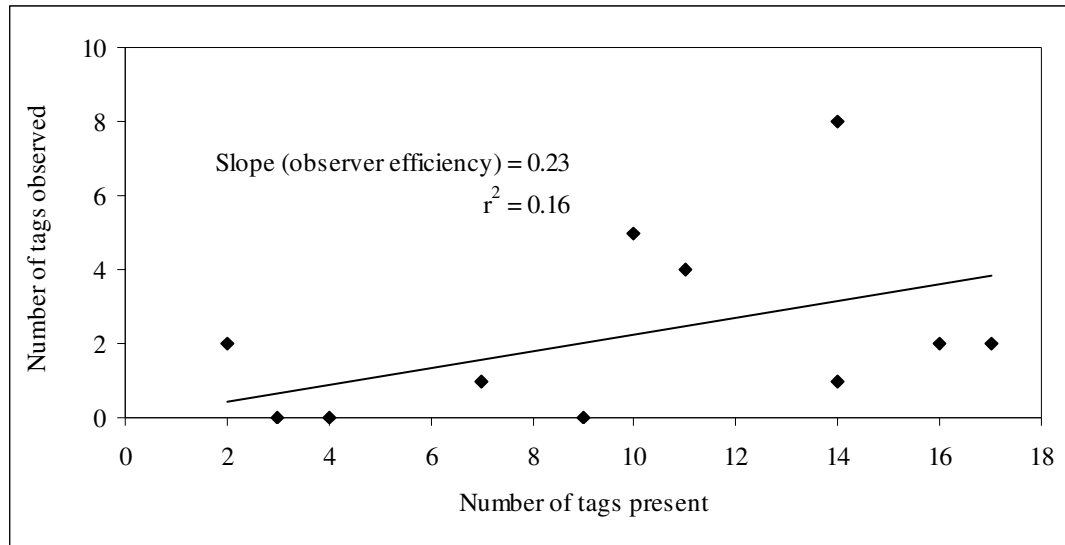 10
8
6
4
2
0
Number of tags observed
Slope (observer efficiency) = 0.23
r² = 0.16
0 2 4 6 8 10 12 14 16 18
Number of tags present